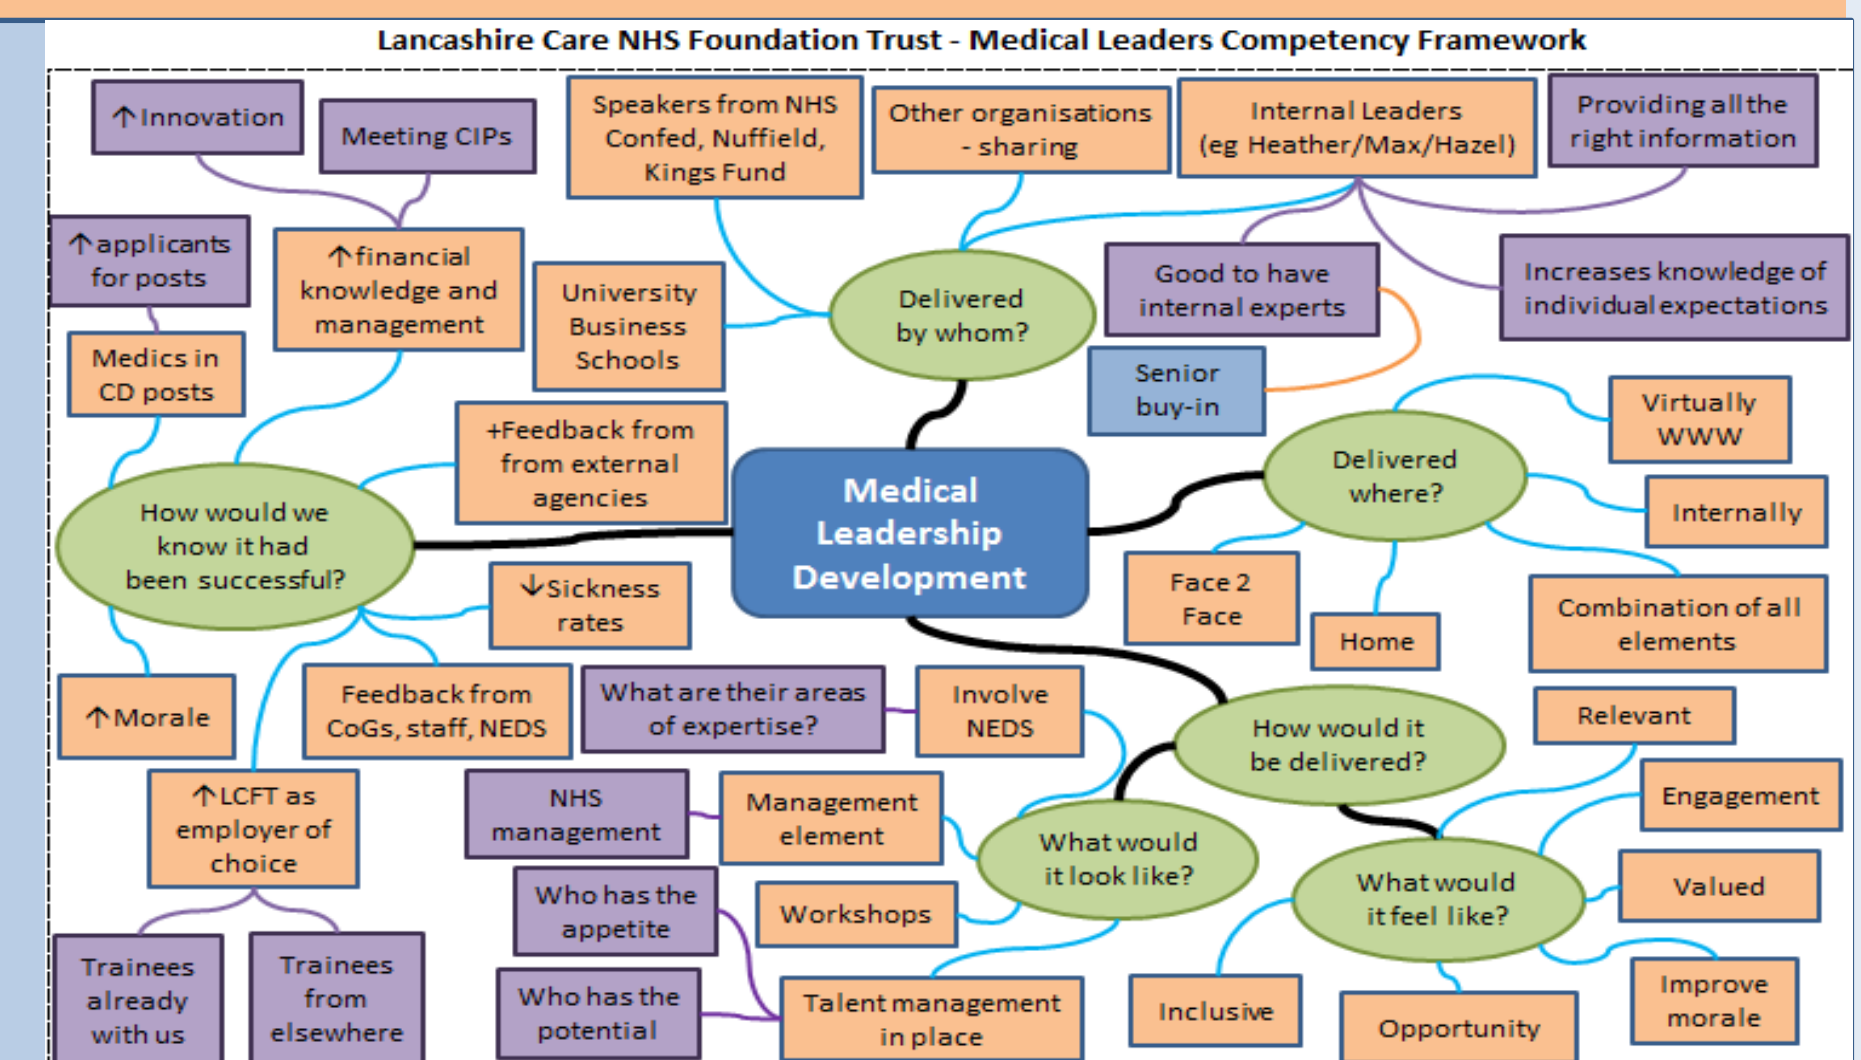 Lancashire Care NHS Foundation Trust - Medical Leaders Competency Framework
↑Innovation
Meeting CIPs
Speakers from NHS
Confed, Nuffield,
Kings Fund
Other organisations
- sharing
Internal Leaders
(eg Heather/Max/Hazel)
Providing all the
right information
↑applicants
for posts
↑financial
knowledge and
management
University
Business
Schools
Delivered
by whom?
Good to have
internal experts
Increases knowledge of
individual expectations
Medics in
CD posts
Senior
buy-in
Virtually
WWW
+Feedback from
from external
agencies
Delivered
where?
Internally
How would we
know it had
been successful?
Medical
Leadership
Development
↓Sickness
rates
Face 2
Face
Home
Combination of all
elements
↑Morale
Feedback from
CoGs, staff, NEDS
What are their areas
of expertise?
Involve
NEDS
How would it
be delivered?
Relevant
↑LCFT as
employer of
choice
NHS
management
Management
element
What would
it look like?
Engagement
Who has the
appetite
Workshops
What would
it feel like?
Valued
Trainees
already
with us
Trainees
from
elsewhere
Who has the
potential
Talent management
in place
Inclusive
Opportunity
Improve
morale